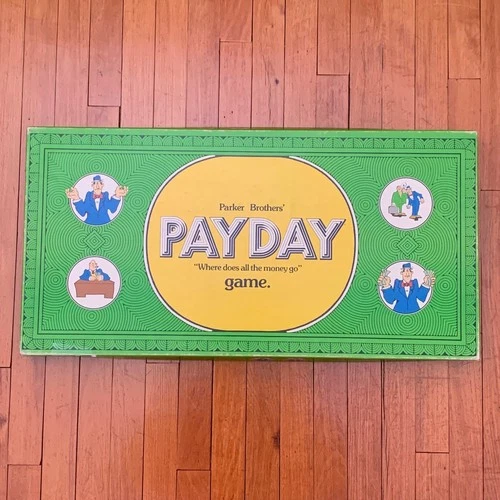 Parker Brothers'
PAYDAY
"Where does all the money go"
game.